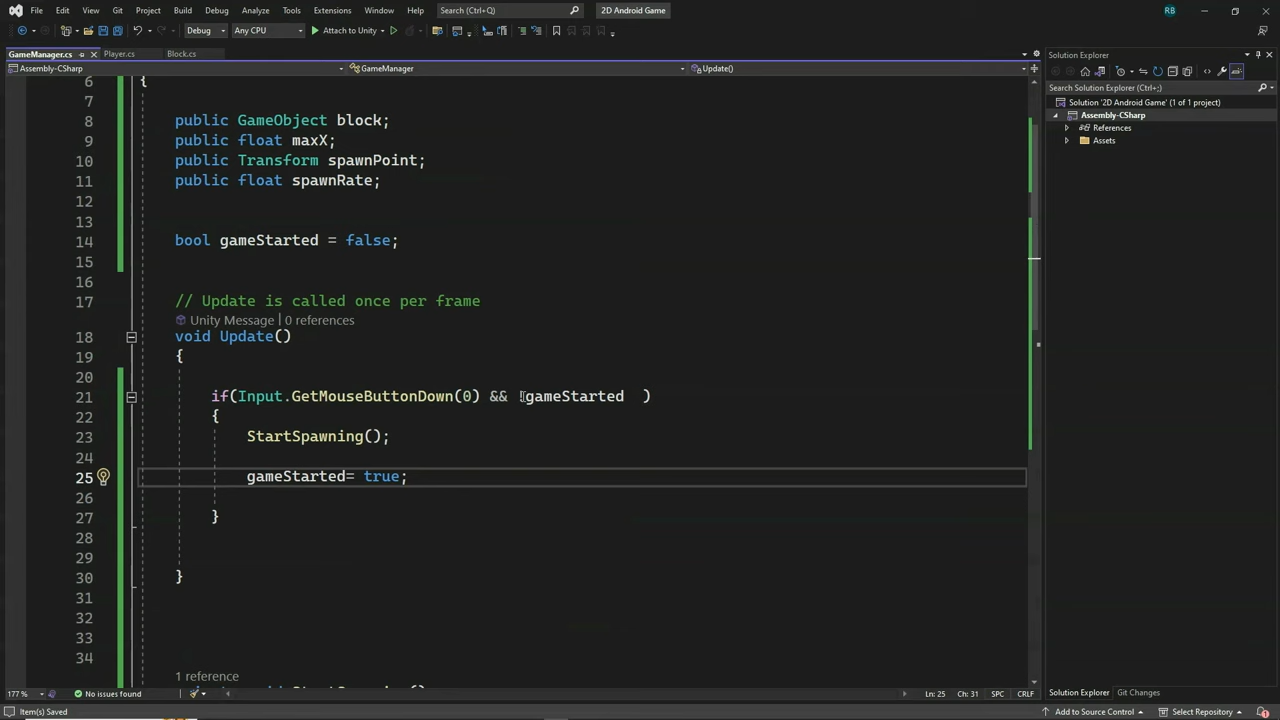 File Edit View Git Project Build Debug Analyze Tools Extensions Window Help Search (Ctrl+Q) 2D Android Game RB
Debug Any CPU Attach to Unity
GameManager.cs Player.cs Block.cs Solution Explorer
Assembly-CSharp GameManager Update()
Search Solution Explorer (Ctrl+;)
Solution '2D Android Game' (1 of 1 project)
Assembly-CSharp
References
Assets
6 {
7
8 public GameObject block;
9 public float maxX;
10 public Transform spawnPoint;
11 public float spawnRate;
12
13
14 bool gameStarted = false;
15
16
17 // Update is called once per frame
Unity Message | 0 references
18 void Update()
19 {
20
21 if(Input.GetMouseButtonDown(0) && !gameStarted )
22 {
23 StartSpawning();
24
25 gameStarted= true;
26
27 }
28
29
30 }
31
32
33
34
1 reference
177 % No issues found Ln: 25 Ch: 31 SPC CRLF
Solution Explorer Git Changes
Item(s) Saved Add to Source Control Select Repository